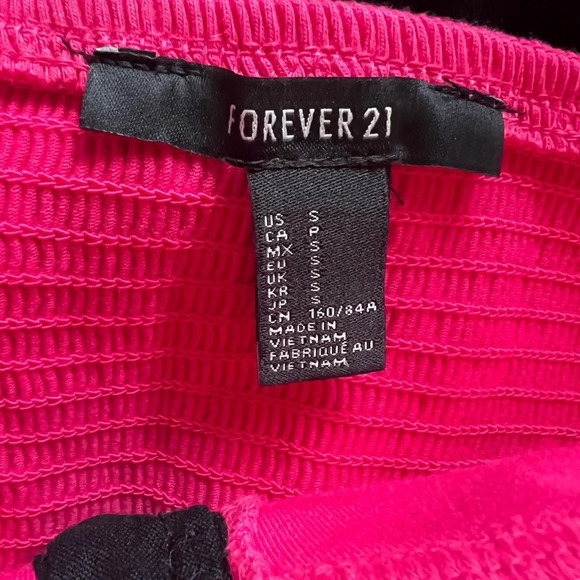 FOREVER 21
US S
CA P
MX S
EU S
UK S
KR S
JP S
CN 160/84A
MADE IN
VIETNAM
FABRIQUÉ AU
VIETNAM